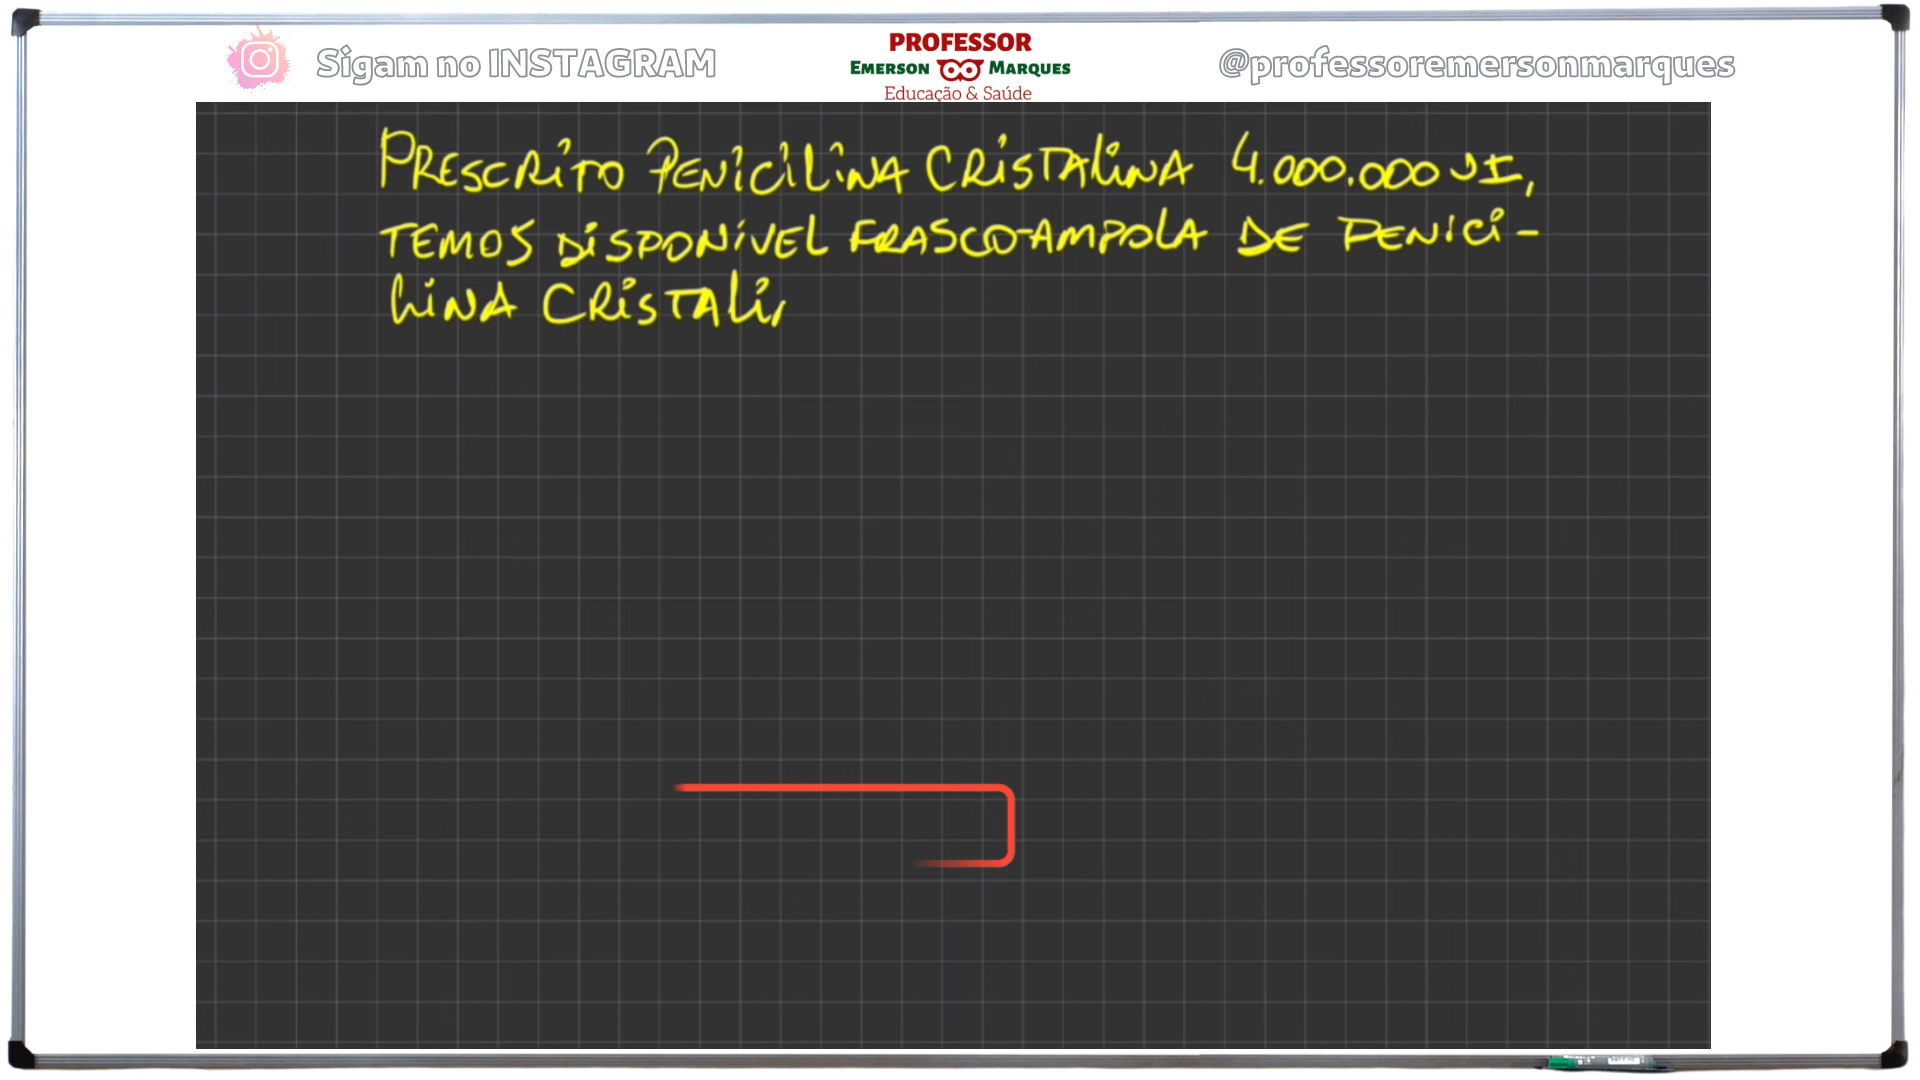 Sigam no INSTAGRAM
PROFESSOR
EMERSON MARQUES
Educação & Saúde
@professoremersonmarques
PRESCRITO PENICILINA CRISTALINA 4.000.000 UI,
TEMOS DISPONÍVEL FRASCO-AMPOLA DE PENICI-
LINA CRISTALI